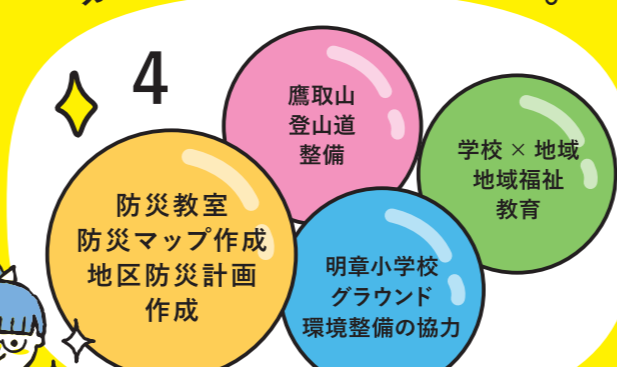 4
鷹取山
登山道
整備
学校 × 地域
地域福祉
教育
防災教室
防災マップ作成
地区防災計画
作成
明章小学校
グラウンド
環境整備の協力